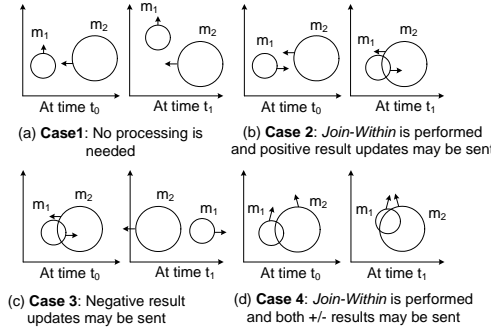 m₁ m₂ m₁ m₂
At time t₀ At time t₁
(a) Case1: No processing is
needed
m₁ m₂ m₁ m₂
At time t₀ At time t₁
(b) Case 2: Join-Within is performed
and positive result updates may be sent
m₁ m₂ m₂ m₁
At time t₀ At time t₁
(c) Case 3: Negative result
updates may be sent
m₁ m₂ m₁ m₂
At time t₀ At time t₁
(d) Case 4: Join-Within is performed
and both +/- results may be sent